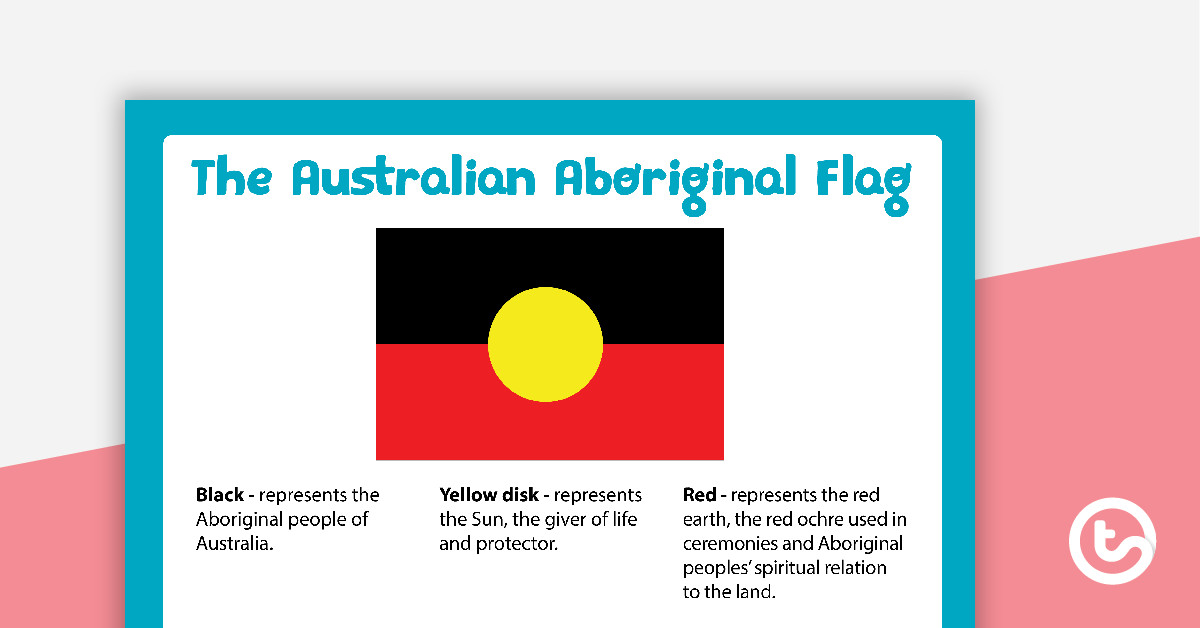 The Australian Aboriginal Flag
Black - represents the
Aboriginal people of
Australia.
Yellow disk - represents
the Sun, the giver of life
and protector.
Red - represents the red
earth, the red ochre used in
ceremonies and Aboriginal
peoples' spiritual relation
to the land.
ts